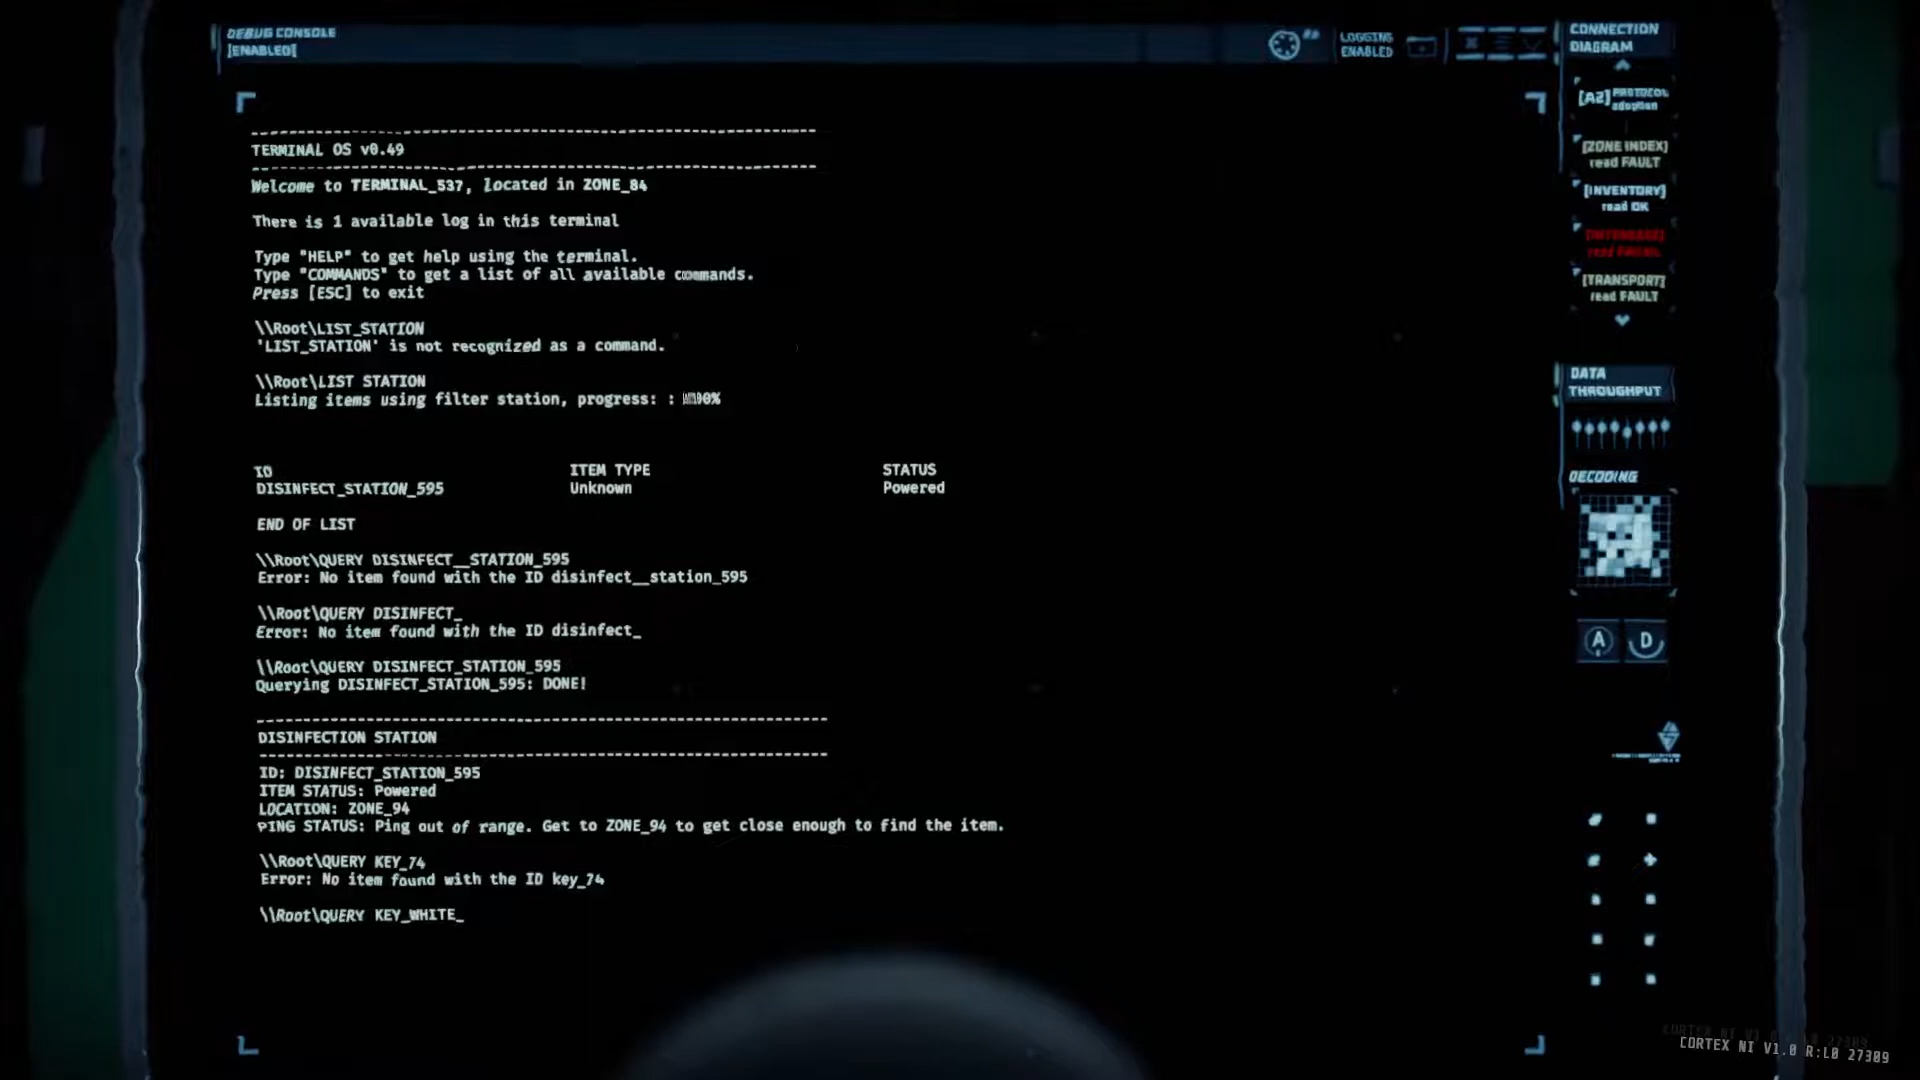 DEBUG CONSOLE
[ENABLED]
LOGGING
ENABLED
TERMINAL OS v0.49
Welcome to TERMINAL_537, located in ZONE_84
There is 1 available log in this terminal
Type "HELP" to get help using the terminal.
Type "COMMANDS" to get a list of all available commands.
Press [ESC] to exit
\\Root\LIST_STATION
'LIST_STATION' is not recognized as a command.
\\Root\LIST STATION
Listing items using filter station, progress: :
ID ITEM TYPE STATUS
DISINFECT_STATION_595 Unknown Powered
END OF LIST
\\Root\QUERY DISINFECT__STATION_595
Error: No item found with the ID disinfect__station_595
\\Root\QUERY DISINFECT_
Error: No item found with the ID disinfect_
\\Root\QUERY DISINFECT_STATION_595
Querying DISINFECT_STATION_595: DONE!
DISINFECTION STATION
ID: DISINFECT_STATION_595
ITEM STATUS: Powered
LOCATION: ZONE_94
PING STATUS: Ping out of range. Get to ZONE_94 to get close enough to find the item.
\\Root\QUERY KEY_74
Error: No item found with the ID key_74
\\Root\QUERY KEY_WHITE_
CONNECTION
DIAGRAM
[A2] PROTOCOL
adoption
[ZONE INDEX]
read FAULT
[INVENTORY]
read OK
read
[TRANSPORT]
read FAULT
DATA
THROUGHPUT
DECODING
A D
CORTEX NI V1.0 R:L0 27309